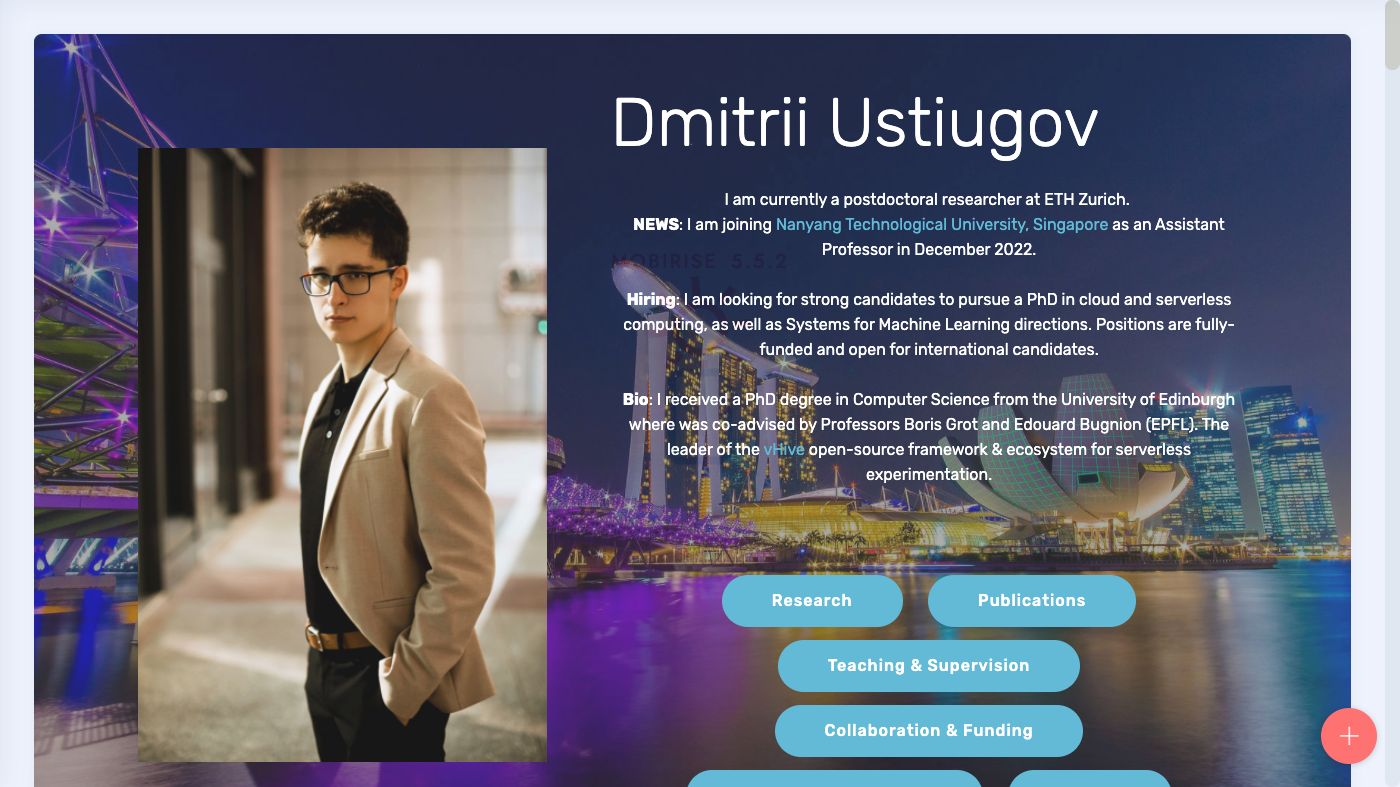 Dmitrii Ustiugov
I am currently a postdoctoral researcher at ETH Zurich.
NEWS: I am joining Nanyang Technological University, Singapore as an Assistant
Professor in December 2022.
MOBIRISE 5.5.2
Hiring: I am looking for strong candidates to pursue a PhD in cloud and serverless
computing, as well as Systems for Machine Learning directions. Positions are fully-
funded and open for international candidates.
Bio: I received a PhD degree in Computer Science from the University of Edinburgh
where was co-advised by Professors Boris Grot and Edouard Bugnion (EPFL). The
leader of the vHive open-source framework & ecosystem for serverless
experimentation.
Research Publications
Teaching & Supervision
Collaboration & Funding